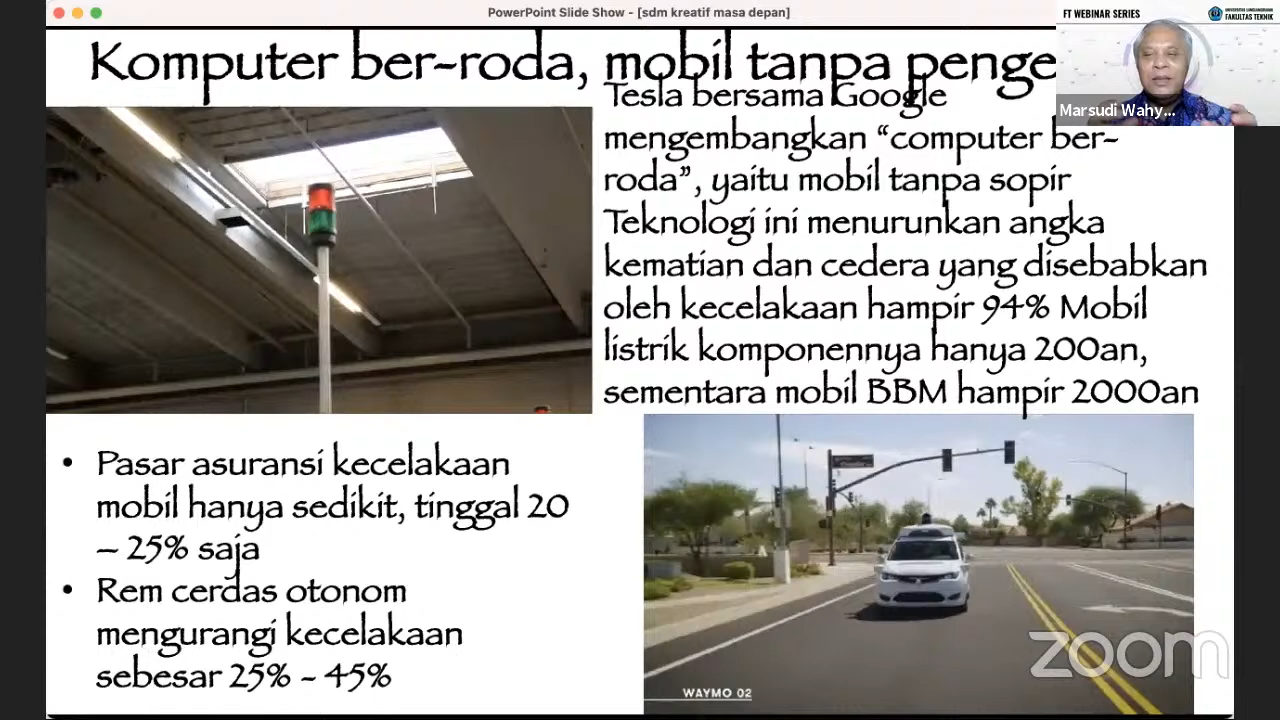 PowerPoint Slide Show - [sdm kreatif masa depan]
FT WEBINAR SERIES
FAKULTAS TEKNIK
Marsudi Wahy...
Komputer ber-roda, mobil tanpa penge
Tesla bersama Google
mengembangkan “computer ber-
roda”, yaitu mobil tanpa sopir
Teknologi ini menurunkan angka
kematian dan cedera yang disebabkan
oleh kecelakaan hampir 94% Mobil
listrik komponennya hanya 200an,
sementara mobil BBM hampir 2000an
• Pasar asuransi kecelakaan
mobil hanya sedikit, tinggal 20
– 25% saja
• Rem cerdas otonom
mengurangi kecelakaan
sebesar 25% - 45%
WAYMO 02
zoom